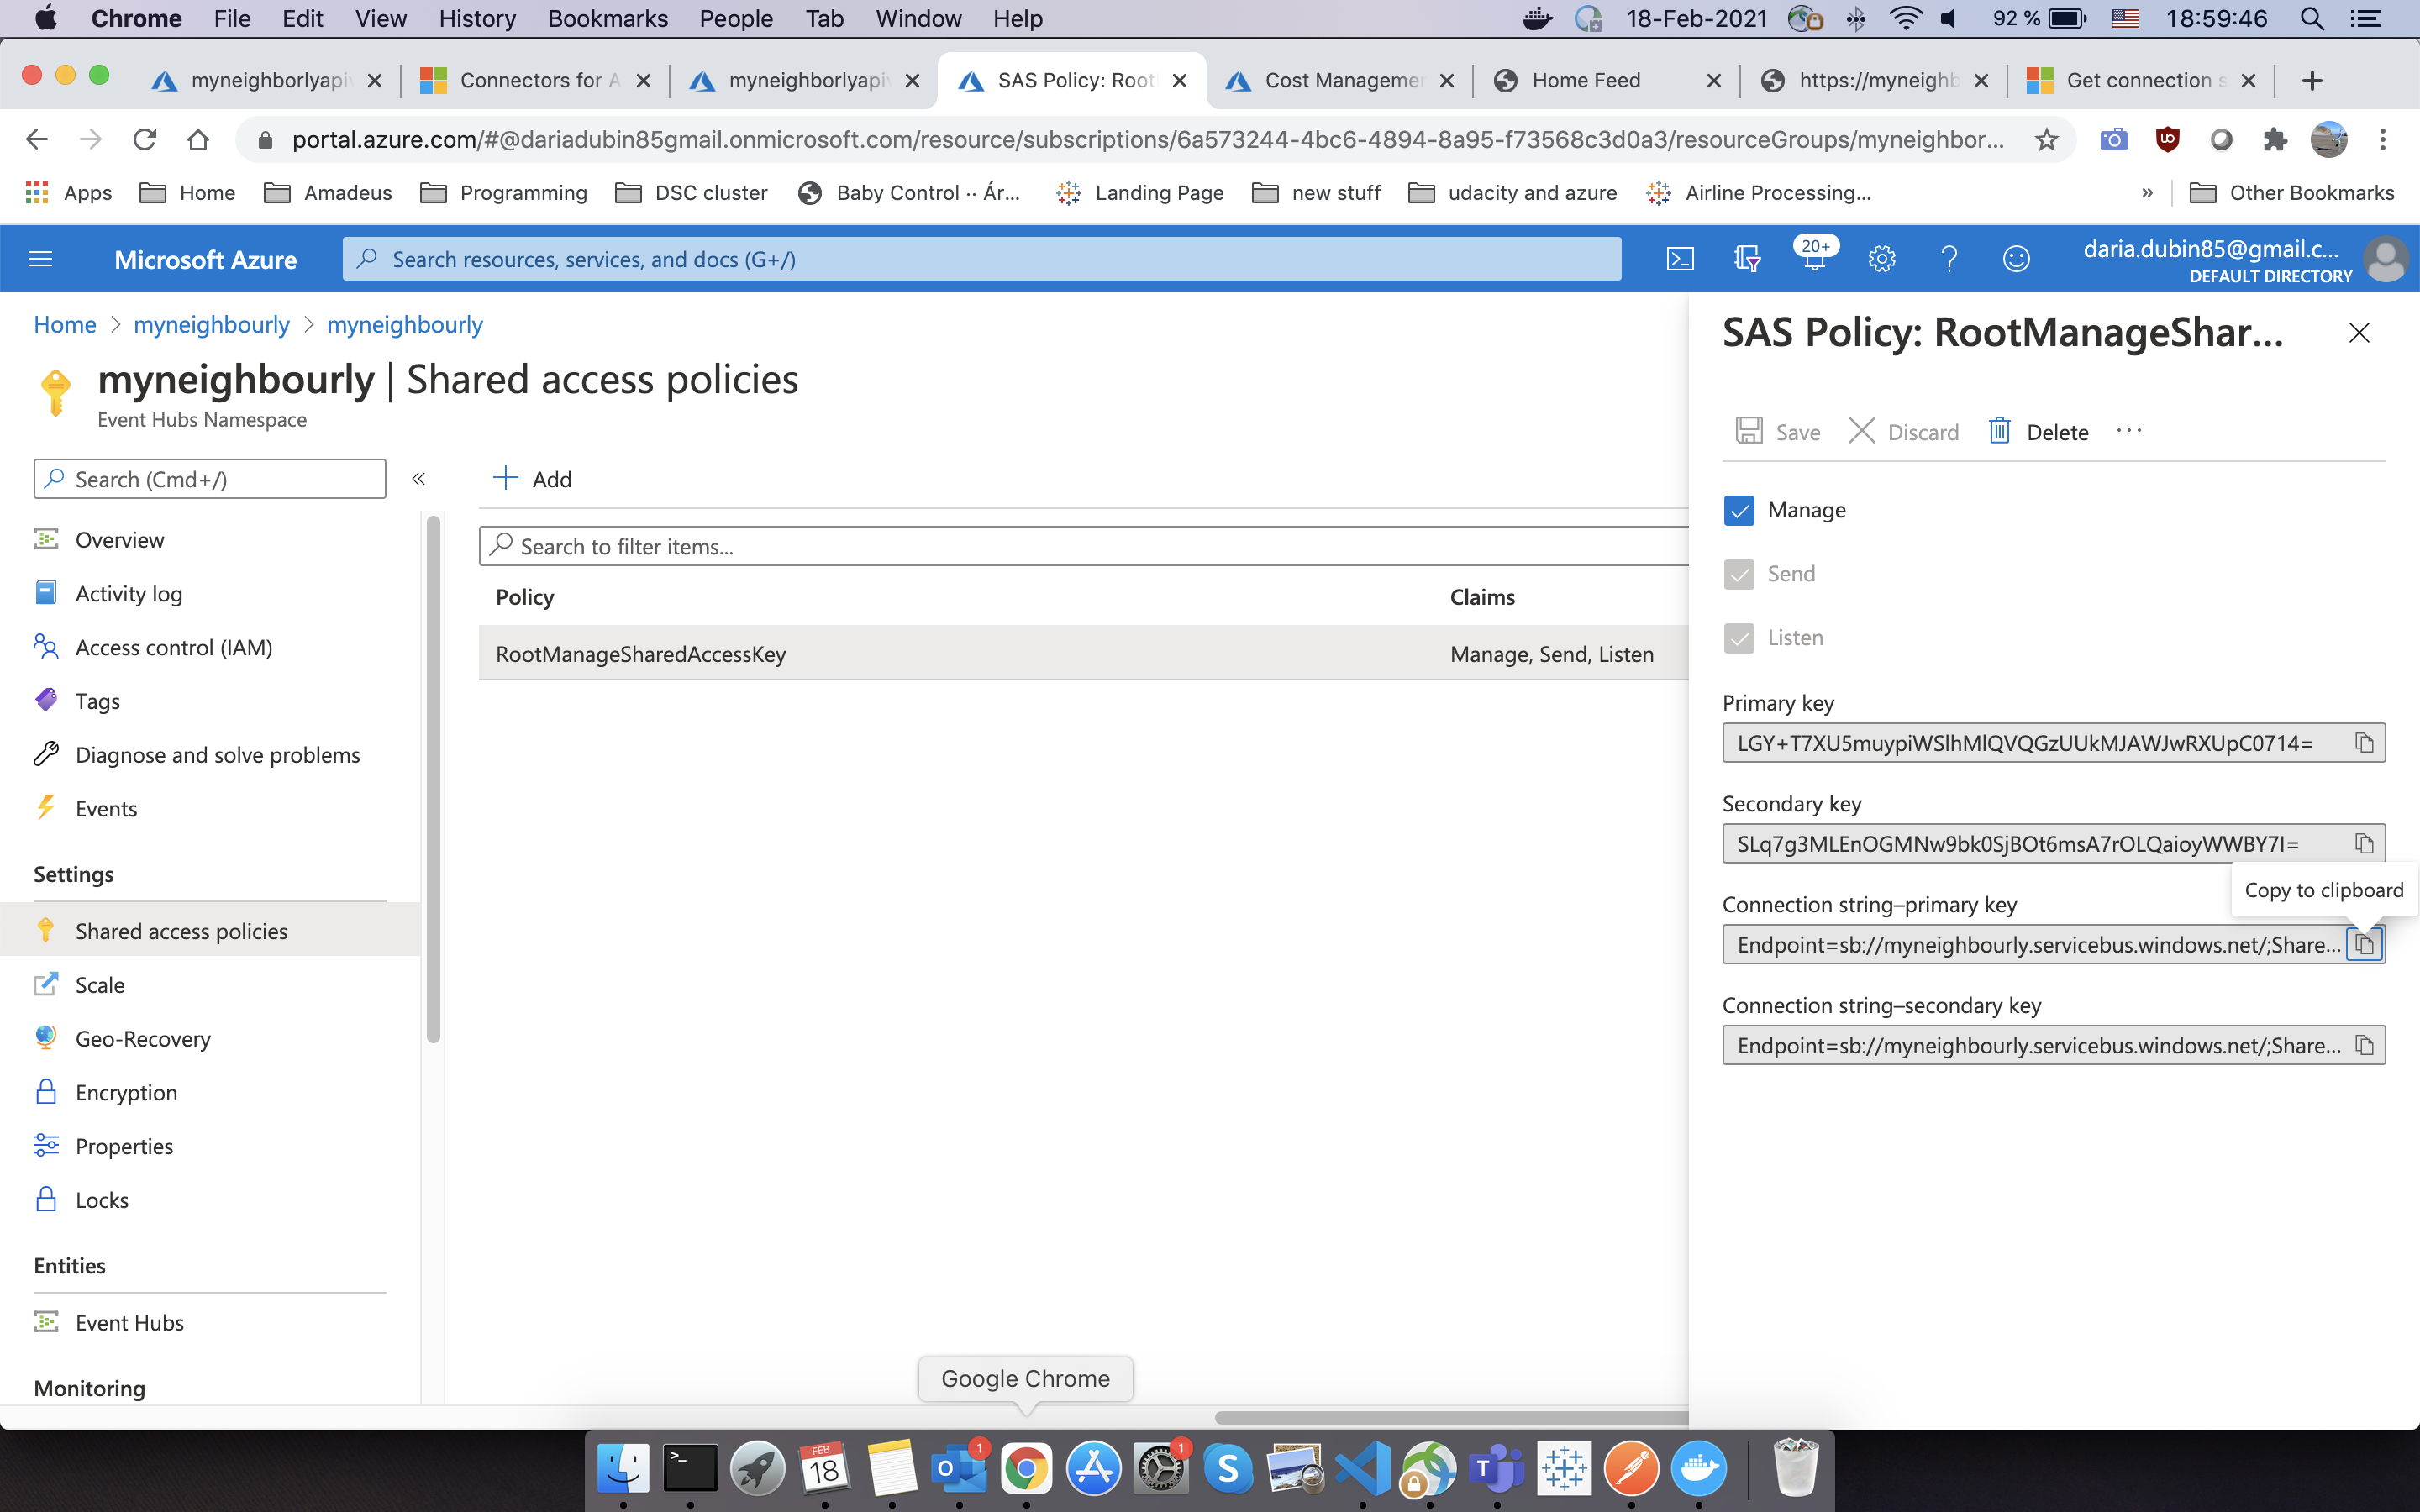 Chrome File Edit View History Bookmarks People Tab Window Help 18-Feb-2021 92 % 18:59:46
myneighborlyapiv Connectors for A myneighborlyapiv SAS Policy: Root Cost Managemen Home Feed https://myneighb Get connection s
portal.azure.com/#@dariadubin85gmail.onmicrosoft.com/resource/subscriptions/6a573244-4bc6-4894-8a95-f73568c3d0a3/resourceGroups/myneighbor...
Apps Home Amadeus Programming DSC cluster Baby Control ·· Ár... Landing Page new stuff udacity and azure Airline Processing... » Other Bookmarks
Microsoft Azure
Search resources, services, and docs (G+/)
20+
daria.dubin85@gmail.c...
DEFAULT DIRECTORY
Home > myneighbourly > myneighbourly
myneighbourly | Shared access policies
Event Hubs Namespace
Search (Cmd+/)
Overview
Activity log
Access control (IAM)
Tags
Diagnose and solve problems
Events
Settings
Shared access policies
Scale
Geo-Recovery
Encryption
Properties
Locks
Entities
Event Hubs
Monitoring
Add
Search to filter items...
Policy Claims
RootManageSharedAccessKey Manage, Send, Listen
SAS Policy: RootManageShar...
Save Discard Delete ...
Manage
Send
Listen
Primary key
LGY+T7XU5muypiWSlhMlQVQGzUUkMJAWJwRXUpC0714=
Secondary key
SLq7g3MLEnOGMNw9bk0SjBOt6msA7rOLQaioyWWBY7I=
Copy to clipboard
Connection string–primary key
Endpoint=sb://myneighbourly.servicebus.windows.net/;Share...
Connection string–secondary key
Endpoint=sb://myneighbourly.servicebus.windows.net/;Share...
Google Chrome
FEB
18
1
1